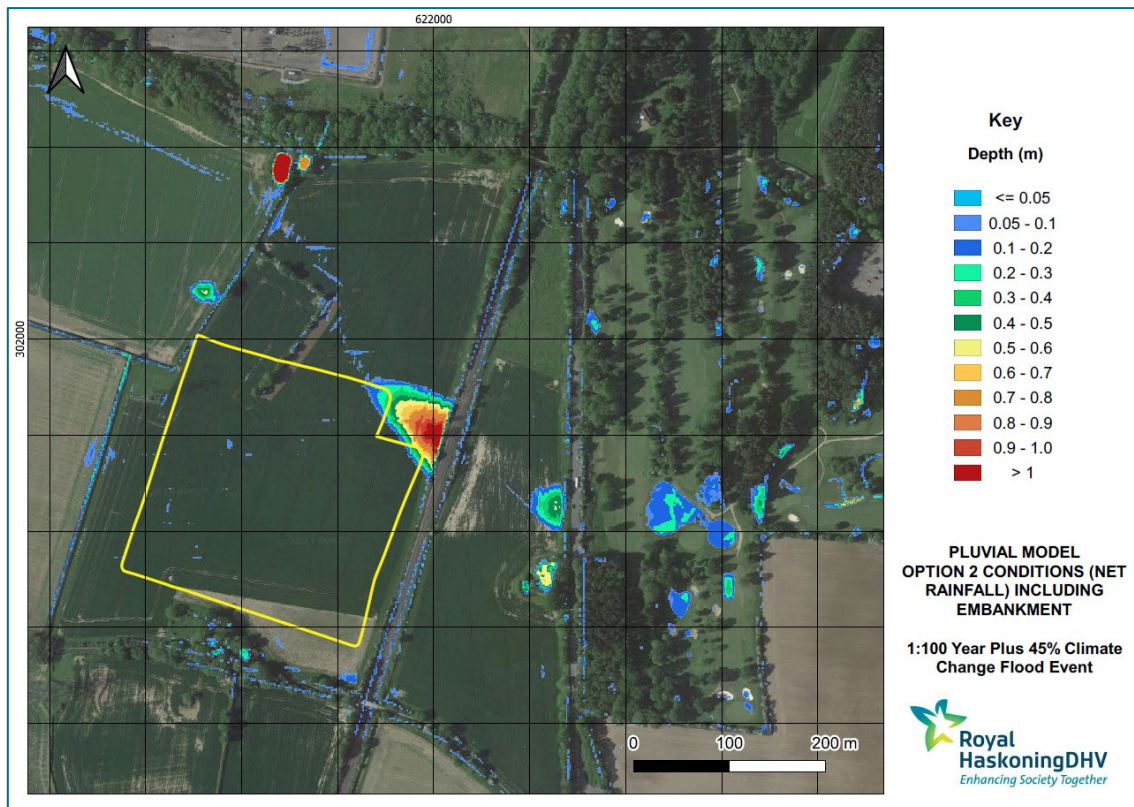 622000
302000
Key
Depth (m)
<= 0.05
0.05 - 0.1
0.1 - 0.2
0.2 - 0.3
0.3 - 0.4
0.4 - 0.5
0.5 - 0.6
0.6 - 0.7
0.7 - 0.8
0.8 - 0.9
0.9 - 1.0
> 1
PLUVIAL MODEL
OPTION 2 CONDITIONS (NET
RAINFALL) INCLUDING
EMBANKMENT
1:100 Year Plus 45% Climate
Change Flood Event
0 100 200 m
Royal
HaskoningDHV
Enhancing Society Together